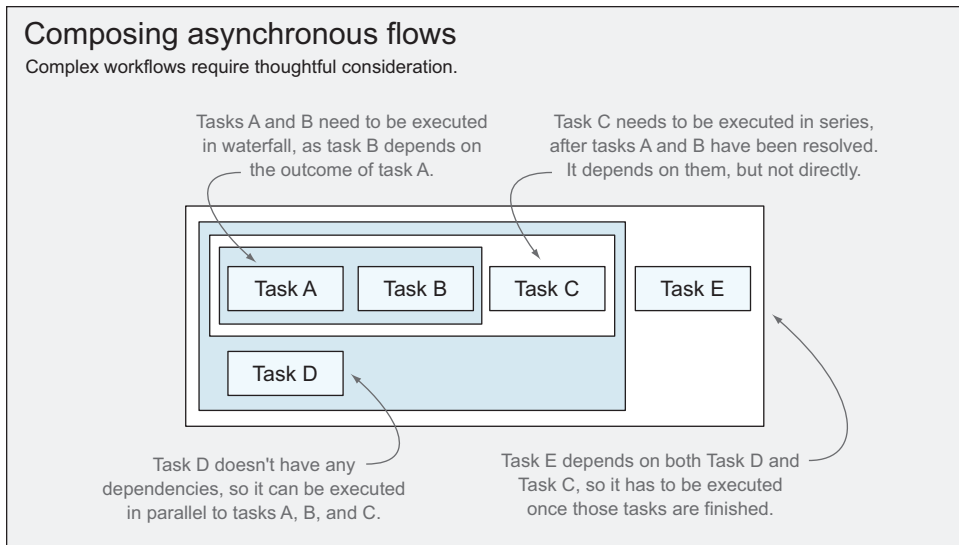 Composing asynchronous flows
Complex workflows require thoughtful consideration.
Tasks A and B need to be executed
in waterfall, as task B depends on
the outcome of task A.
Task C needs to be executed in series,
after tasks A and B have been resolved.
It depends on them, but not directly.
Task A
Task B
Task C
Task E
Task D
Task D doesn't have any
dependencies, so it can be executed
in parallel to tasks A, B, and C.
Task E depends on both Task D and
Task C, so it has to be executed
once those tasks are finished.